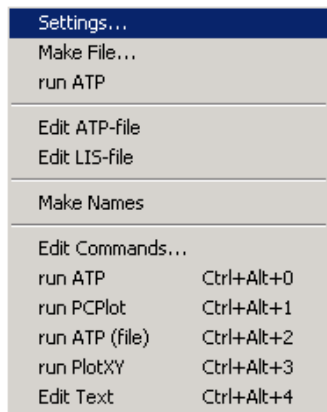 Settings...
Make File...
run ATP
Edit ATP-file
Edit LIS-file
Make Names
Edit Commands...
run ATP Ctrl+Alt+0
run PCPlot Ctrl+Alt+1
run ATP (file) Ctrl+Alt+2
run PlotXY Ctrl+Alt+3
Edit Text Ctrl+Alt+4